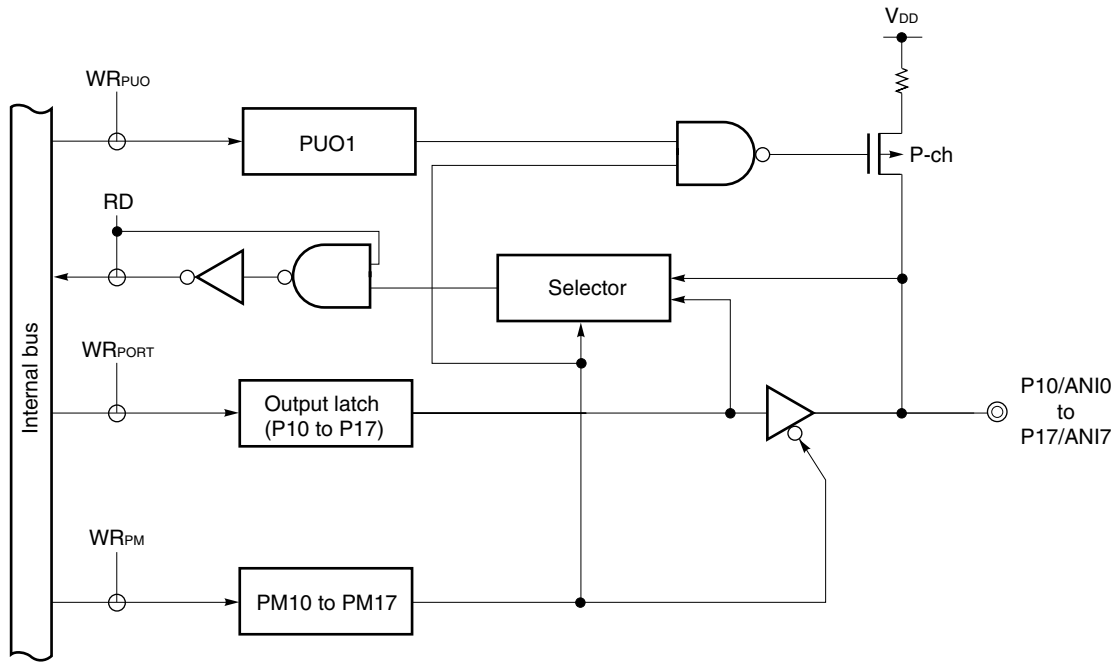 VDD
WRPUO
PUO1
P-ch
RD
Selector
Internal bus
WRPORT
Output latch
(P10 to P17)
P10/ANI0
to
P17/ANI7
WRPM
PM10 to PM17